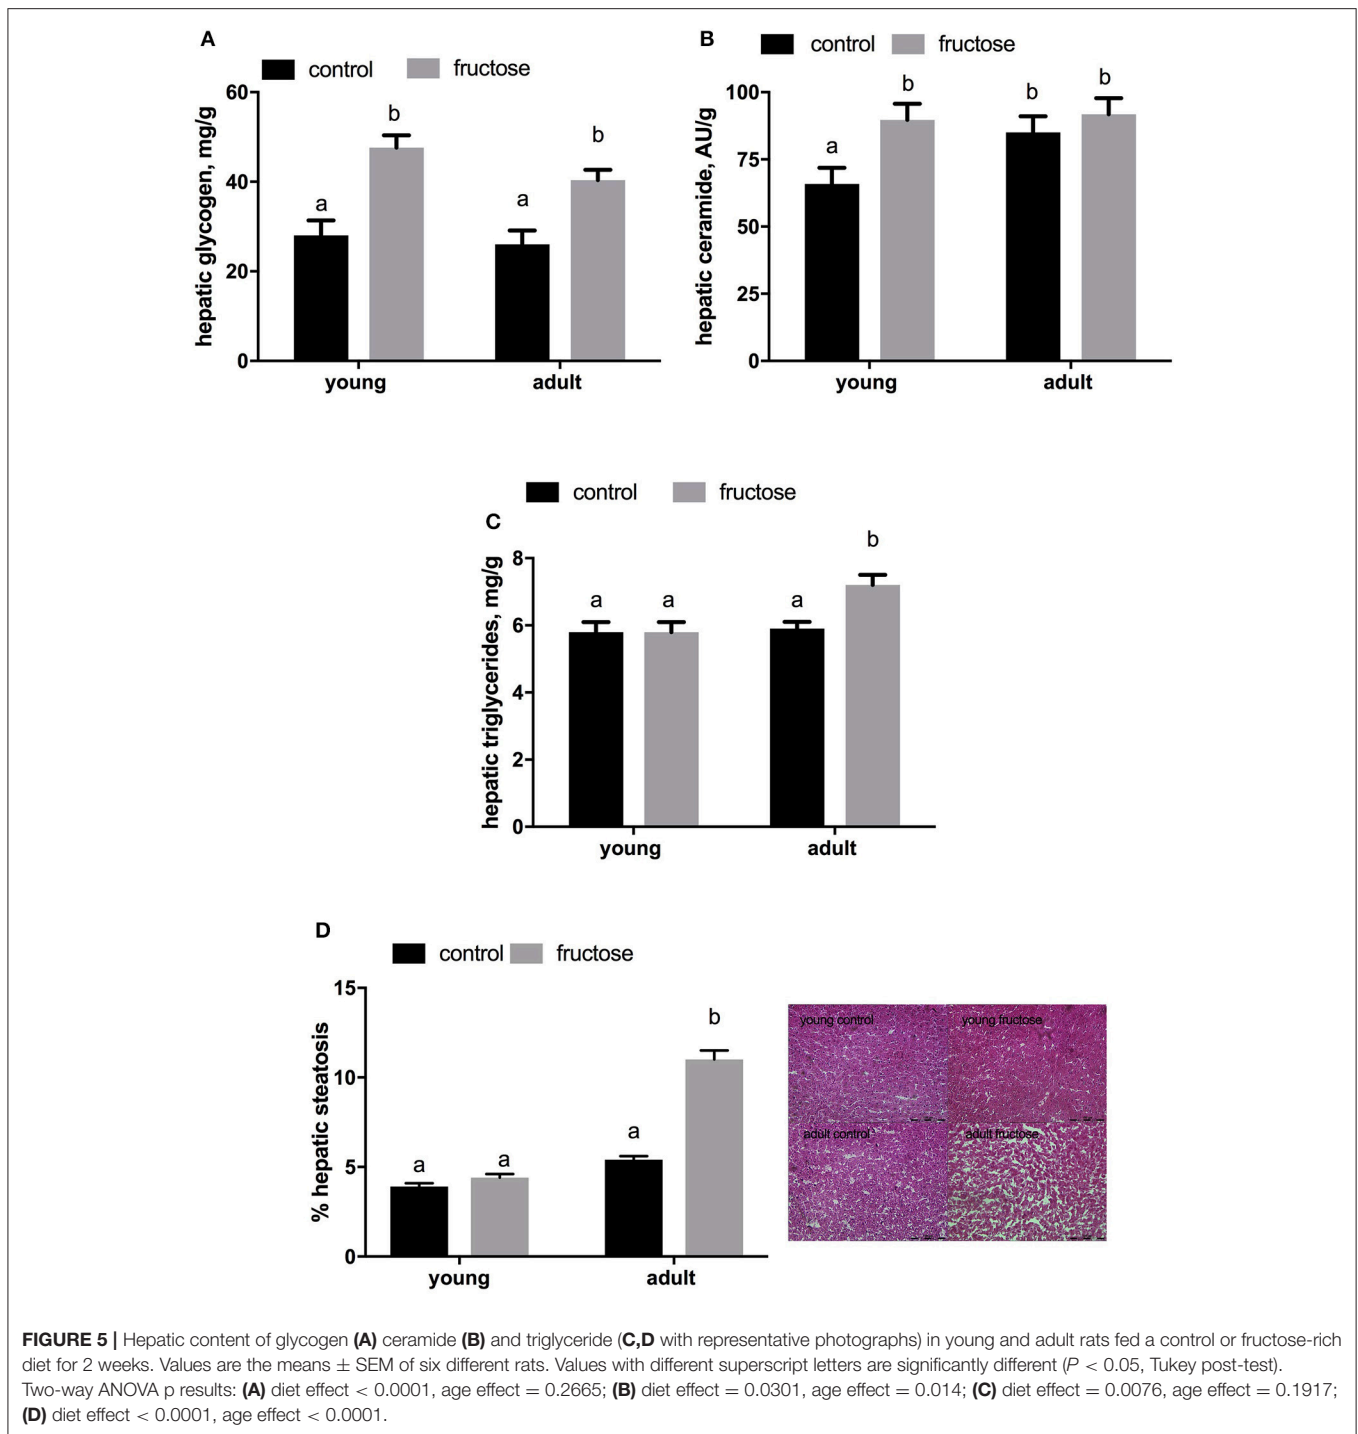 A
control fructose
b
b
a
a
hepatic glycogen, mg/g
60
40
20
0
young adult
B
control fructose
b
b
b
a
hepatic ceramide, AU/g
100
75
50
25
0
young adult
control fructose
C
b
a a a
hepatic triglycerides, mg/g
8
6
4
2
0
young adult
D
control fructose
b
a
a
a
% hepatic steatosis
15
10
5
0
young adult
young control young fructose
adult control adult fructose
FIGURE 5 | Hepatic content of glycogen (A) ceramide (B) and triglyceride (C,D with representative photographs) in young and adult rats fed a control or fructose-rich
diet for 2 weeks. Values are the means ± SEM of six different rats. Values with different superscript letters are significantly different (P < 0.05, Tukey post-test).
Two-way ANOVA p results: (A) diet effect < 0.0001, age effect = 0.2665; (B) diet effect = 0.0301, age effect = 0.014; (C) diet effect = 0.0076, age effect = 0.1917;
(D) diet effect < 0.0001, age effect < 0.0001.